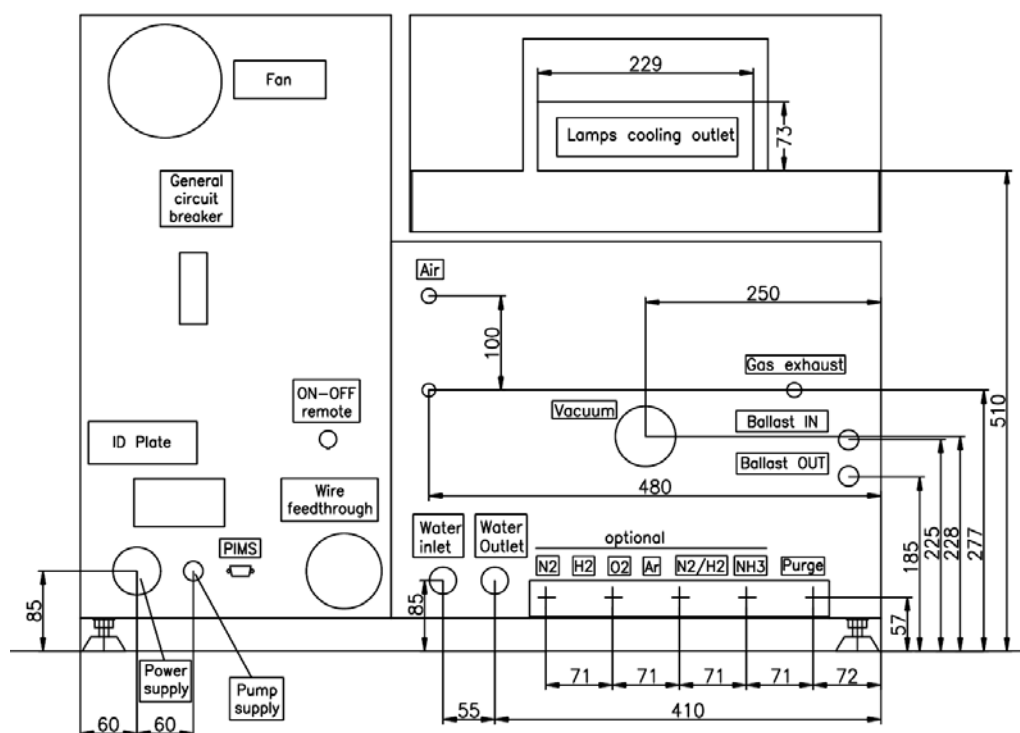 Fan
229
Lamps cooling outlet
73
General
circuit
breaker
Air
250
100
Gas exhaust
ON-OFF
remote
Vacuum
Ballast IN
510
ID Plate
Ballast OUT
480
Wire
feedthrough
Water
inlet
Water
Outlet
optional
PIMS
N2 H2 O2 Ar N2/H2 NH3 Purge
185
225
228
277
85
85
57
Power
supply
Pump
supply
71 71 71 71 72
60 60
55
410